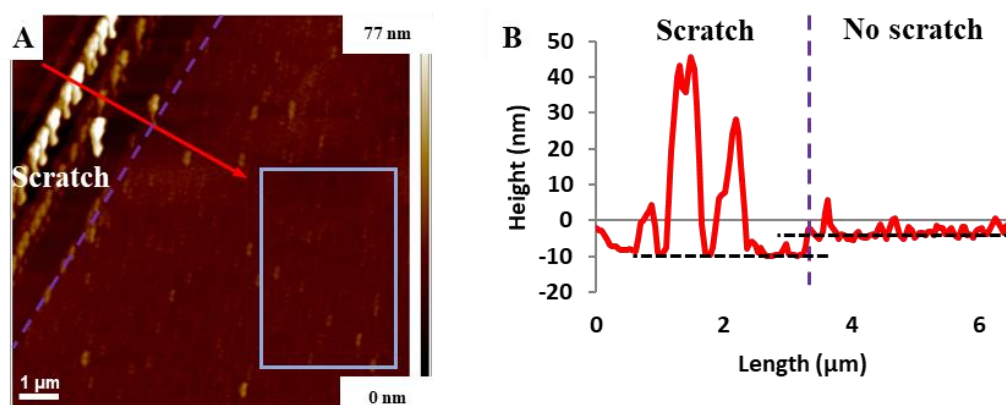 A
77 nm
Scratch
1 µm
0 nm
B
Scratch
No scratch
Height (nm)
50
40
30
20
10
0
-10
-20
0
2
4
6
Length (µm)